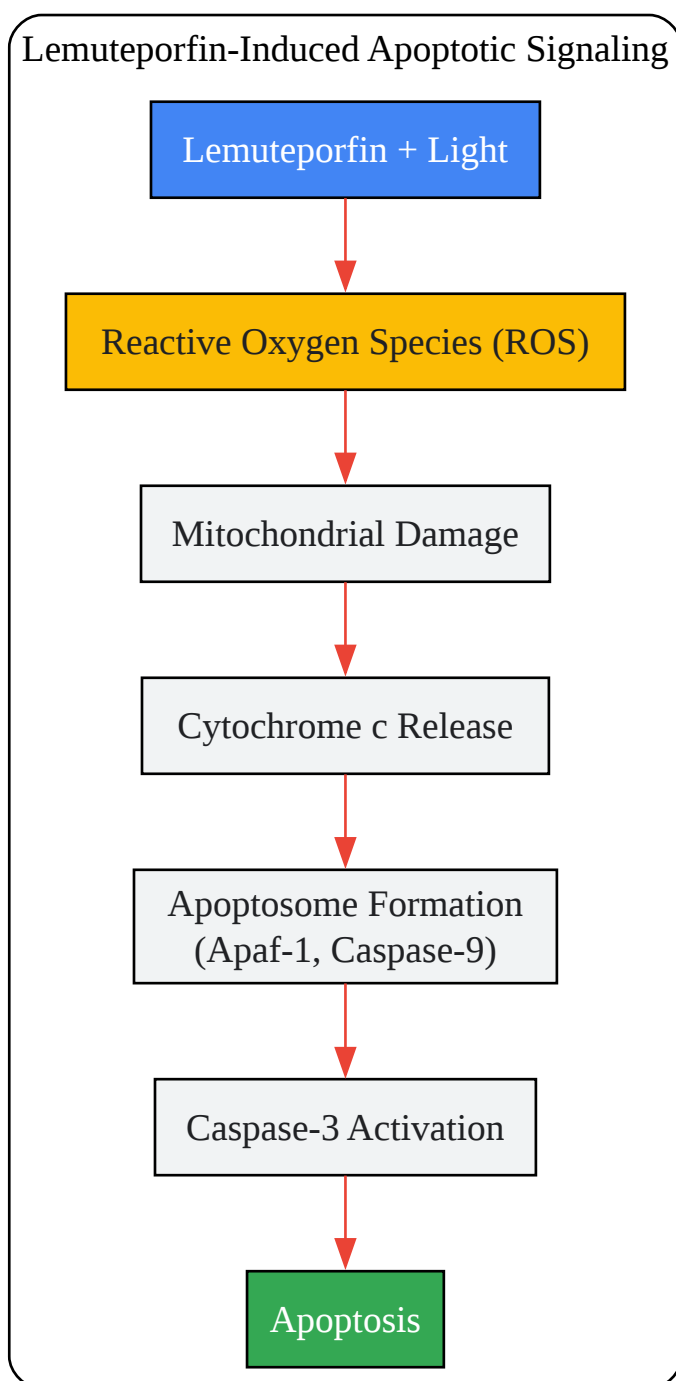 Lemuteporfin-Induced Apoptotic Signaling
Lemuteporfin + Light
Reactive Oxygen Species (ROS)
Mitochondrial Damage
Cytochrome c Release
Apoptosome Formation
(Apaf-1, Caspase-9)
Caspase-3 Activation
Apoptosis